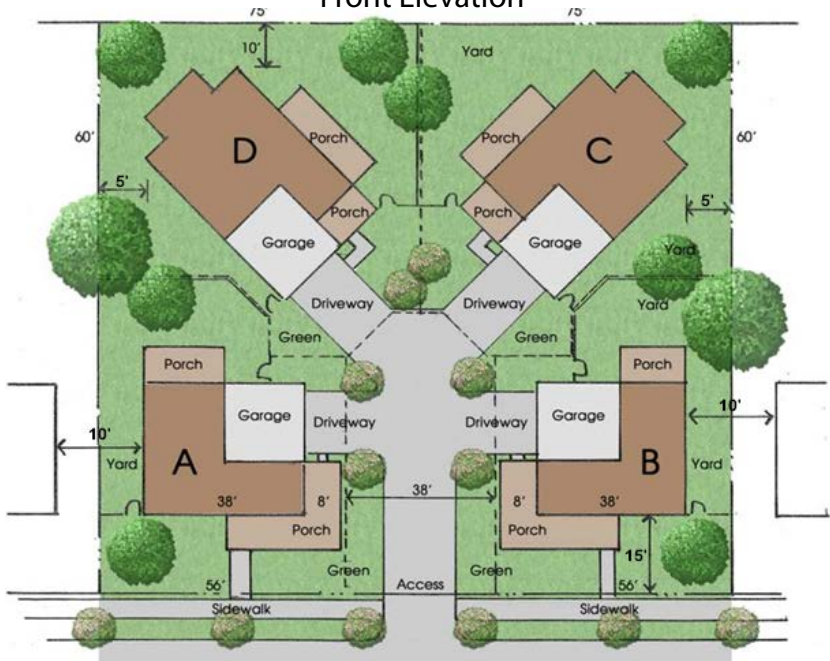 Front Elevation
75'
75'
10'
Yard
60'
60'
D
C
Porch
Porch
5'
5'
Porch
Porch
Garage
Garage
Yard
Driveway
Driveway
Yard
Green
Green
Porch
Porch
Garage
Garage
10'
10'
Driveway
Driveway
A
B
Yard
Yard
38'
8'
38'
8'
38'
Porch
Porch
15'
Green
Green
56'
Access
56'
Sidewalk
Sidewalk